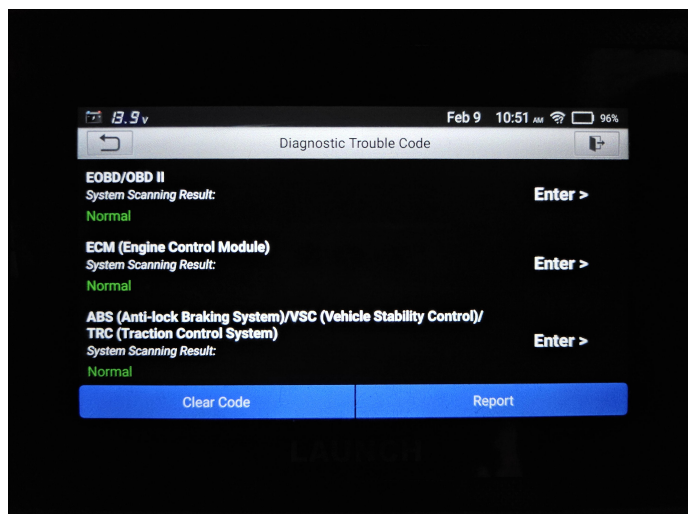 13.9 v
Feb 9 10:51 AM 96%
Diagnostic Trouble Code
EOBD/OBD II
System Scanning Result:
Enter >
Normal
ECM (Engine Control Module)
System Scanning Result:
Enter >
Normal
ABS (Anti-lock Braking System)/VSC (Vehicle Stability Control)/
TRC (Traction Control System)
System Scanning Result:
Enter >
Normal
Clear Code
Report
LAUNCH